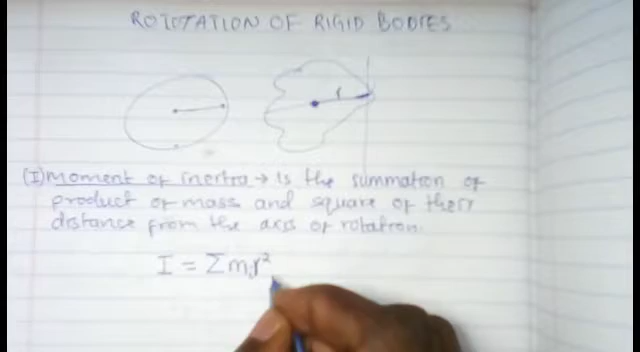 ROTOTATION OF RIGID BODIES
r
(I) moment of inertia → is the summation of
product of mass and square of their
distance from the axis of rotation.
I = Σmr²